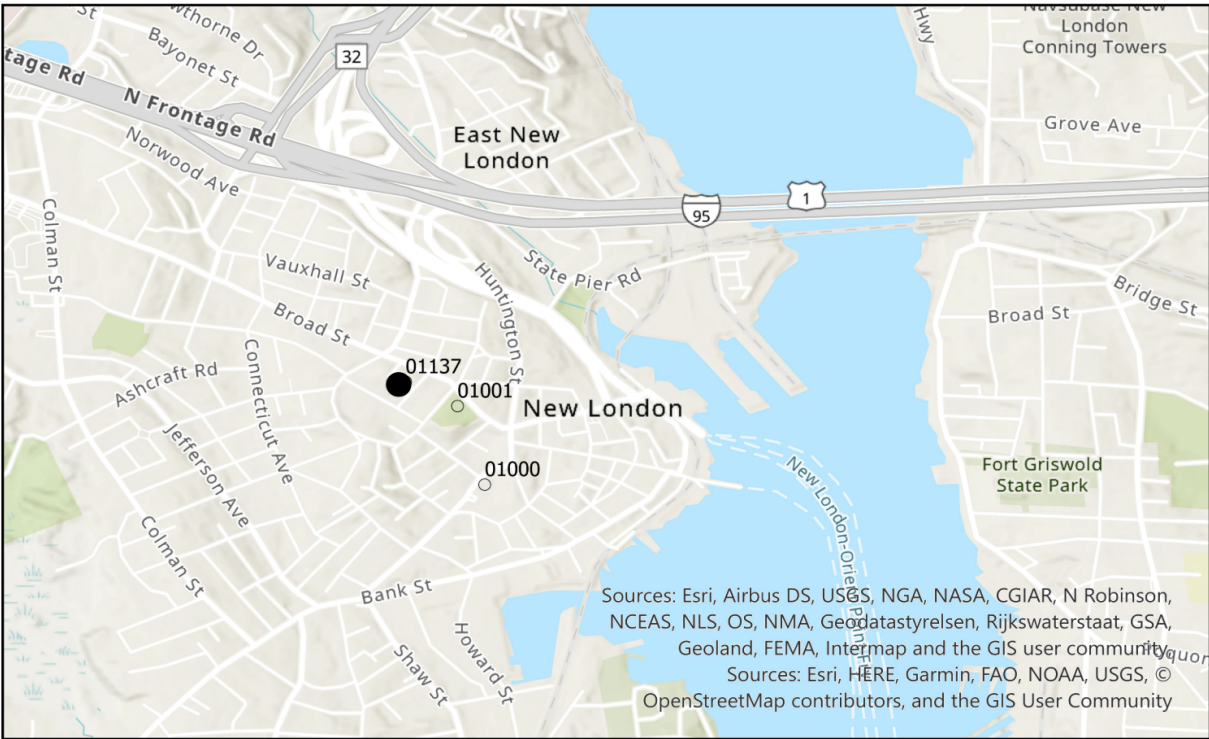 St
wthorne Dr
Bayonet St
32
Hwy
Navsubase New
London
Conning Towers
tage Rd
N Frontage Rd
East New
London
Grove Ave
Norwood Ave
1
95
Colman St
Vauxhall St
Huntington St
State Pier Rd
Bridge St
Broad St
Broad St
Ashcraft Rd
Connecticut Ave
01137
01001
New London
Jefferson Ave
01000
Fort Griswold
State Park
Colman St
Bank St
Howard St
Shaw St
Sources: Esri, Airbus DS, USGS, NGA, NASA, CGIAR, N Robinson,
NCEAS, NLS, OS, NMA, Geodatastyrelsen, Rijkswaterstaat, GSA,
Geoland, FEMA, Intermap and the GIS user community,
Sources: Esri, HERE, Garmin, FAO, NOAA, USGS, ©
OpenStreetMap contributors, and the GIS User Community